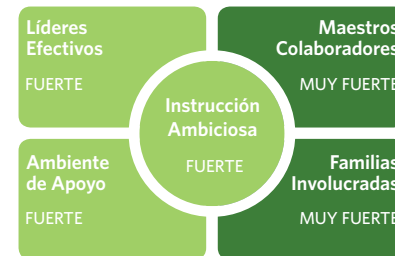 Líderes
Efectivos
FUERTE
Maestros
Colaboradores
MUY FUERTE
Instrucción
Ambiciosa
FUERTE
Ambiente
de Apoyo
FUERTE
Familias
Involucradas
MUY FUERTE